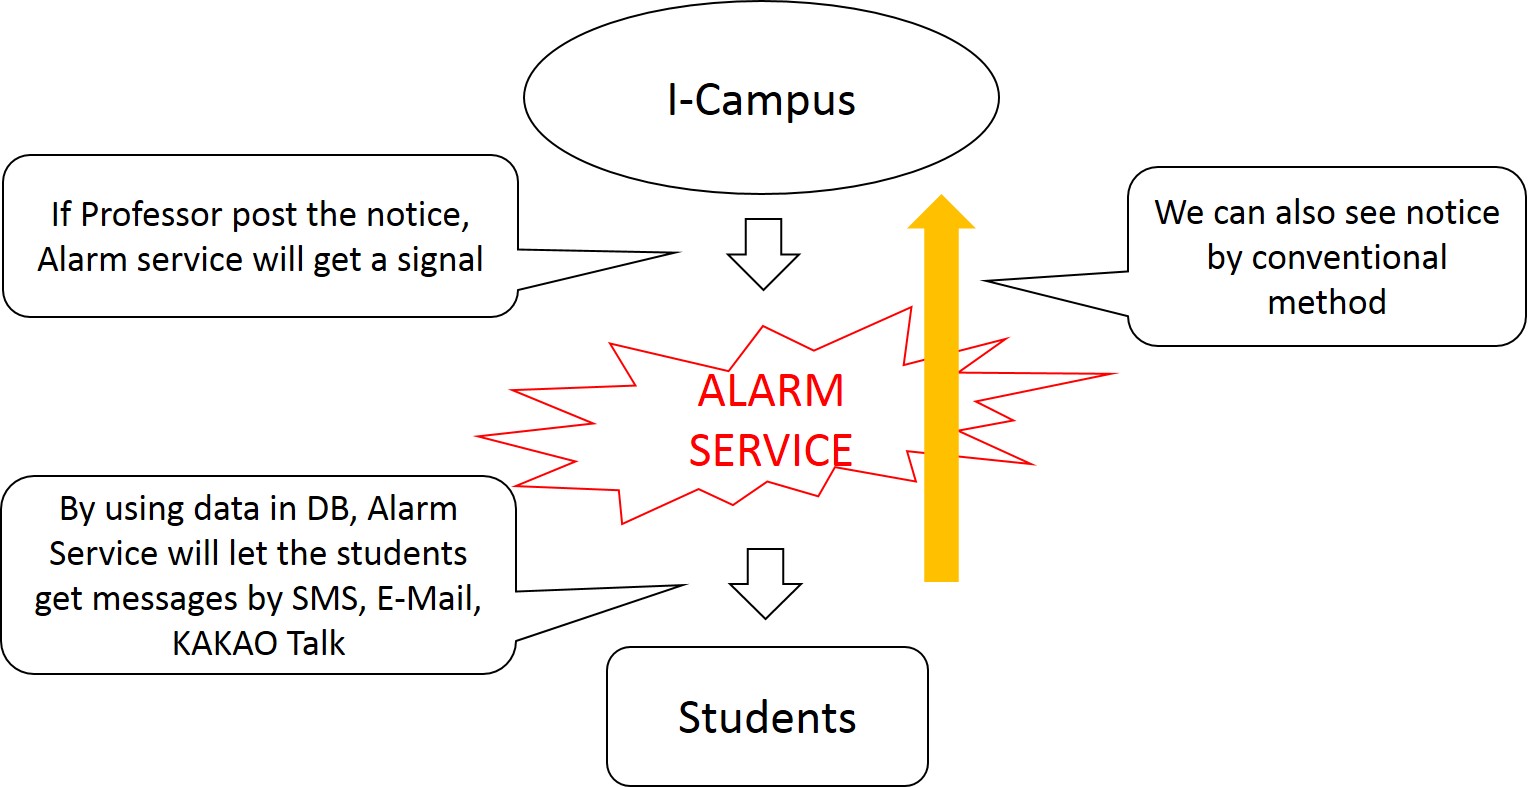 I-Campus
If Professor post the notice,
Alarm service will get a signal
We can also see notice
by conventional
method
ALARM
SERVICE
By using data in DB, Alarm
Service will let the students
get messages by SMS, E-Mail,
KAKAO Talk
Students